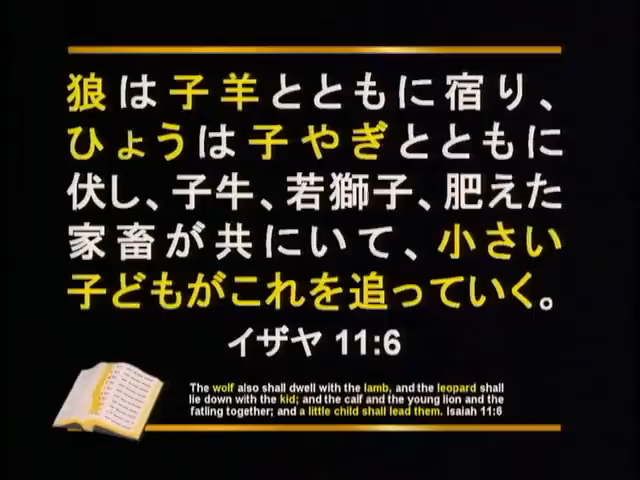 狼は子羊とともに宿り、
ひょうは子やぎとともに
伏し、子牛、若獅子、肥えた
家畜が共にいて、小さい
子どもがこれを追っていく。
イザヤ 11:6
The wolf also shall dwell with the lamb, and the leopard shall
lie down with the kid; and the calf and the young lion and the
fatling together; and a little child shall lead them. Isaiah 11:6